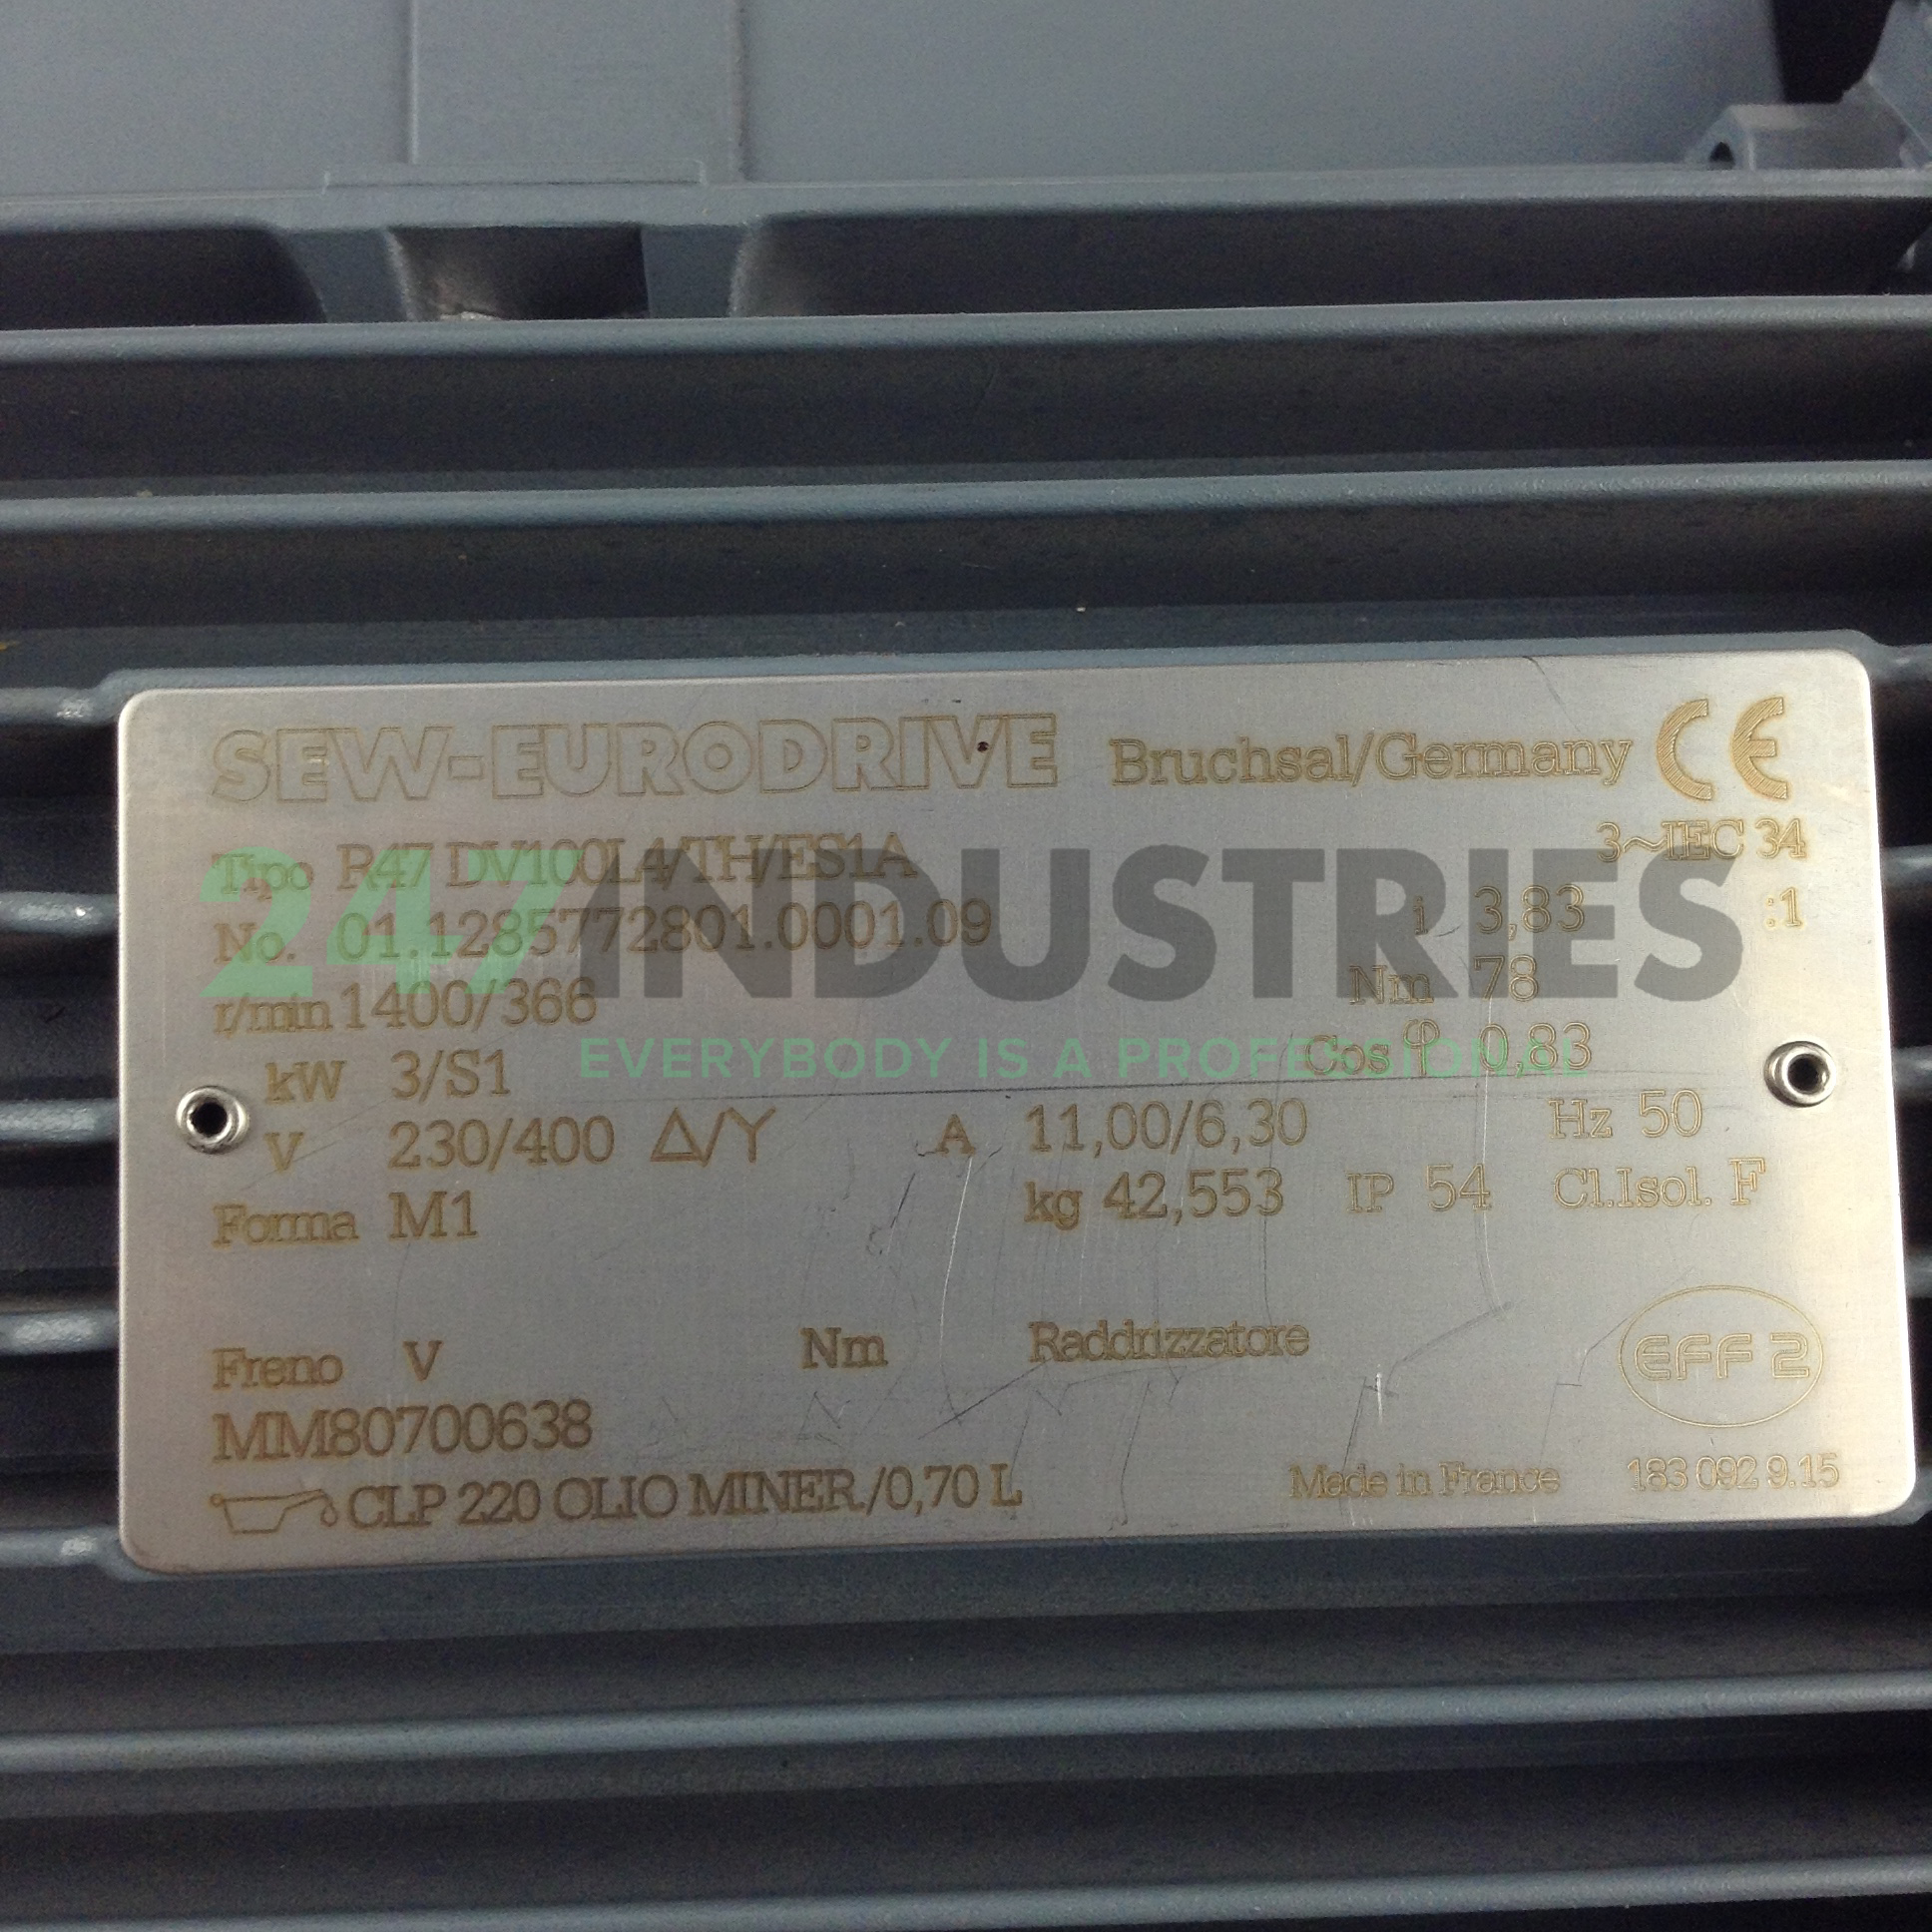 SEW-EURODRIVE Bruchsal/Germany CE
Tipo R47 DV100L4/TH/ES1A 3~IEC 34
No. 01.1285772801.0001.09 i 3,83 :1
r/min 1400/366 Nm 78
kW 3/S1 Cos φ 0,83
V 230/400 Δ/Y A 11,00/6,30 Hz 50
Forma M1 kg 42,553 IP 54 Cl.Isol. F
Freno V Nm Raddrizzatore EFF 2
MM80700638
CLP 220 OLIO MINER./0,70 L Made in France 183 092 9.15
247INDUSTRIES
EVERYBODY IS A PROFESSIONAL